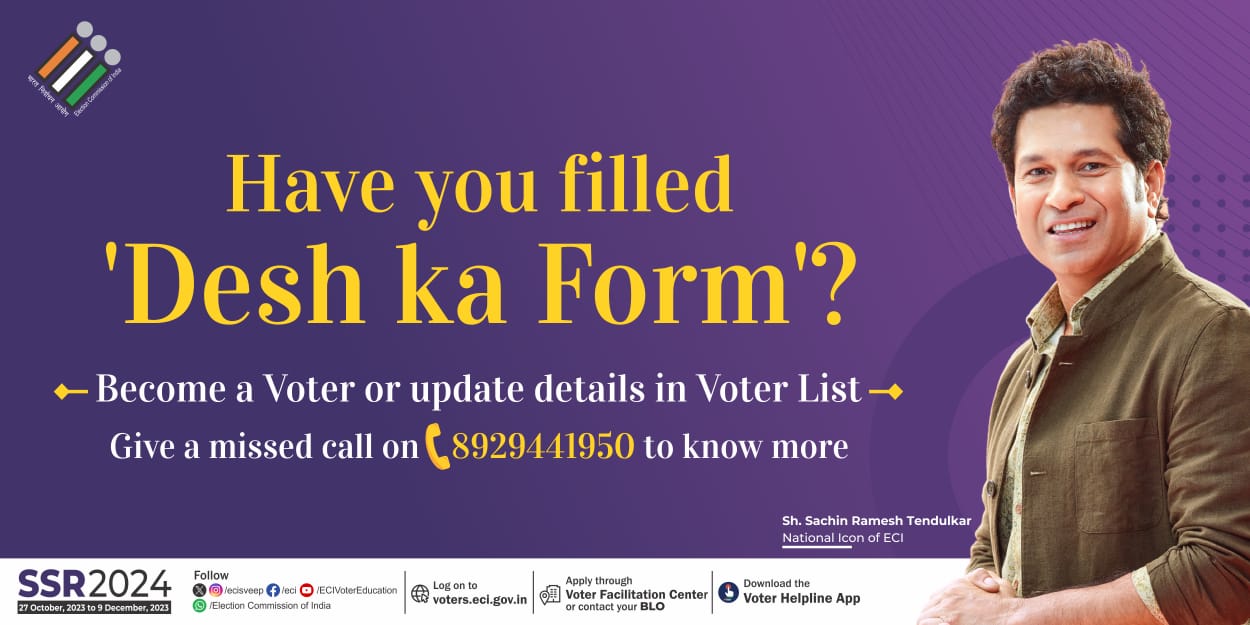 भारत निर्वाचन आयोग
Election Commission of India
Have you filled
'Desh ka Form'?
Become a Voter or update details in Voter List
Give a missed call on 8929441950 to know more
Sh. Sachin Ramesh Tendulkar
National Icon of ECI
SSR2024
27 October, 2023 to 9 December, 2023
Follow
/ecisveep /eci /ECIVoterEducation
/Election Commission of India
Log on to
voters.eci.gov.in
Apply through
Voter Facilitation Center
or contact your BLO
Download the
Voter Helpline App